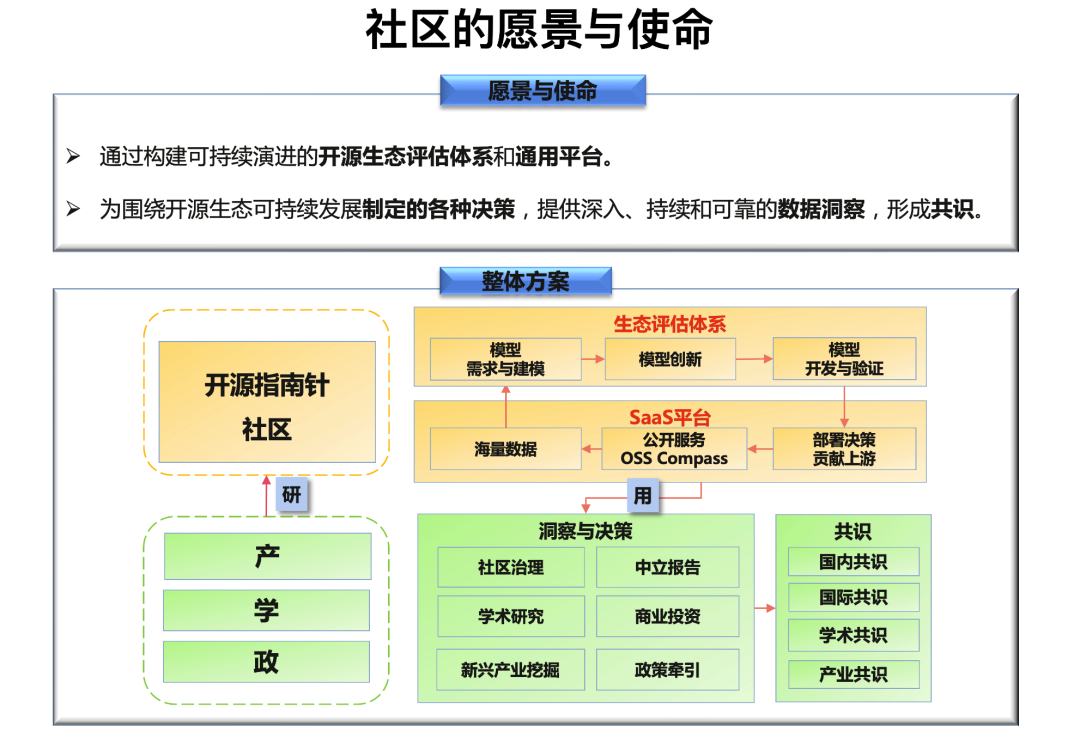 社区的愿景与使命
愿景与使命
➢ 通过构建可持续演进的开源生态评估体系和通用平台。
➢ 为围绕开源生态可持续发展制定的各种决策，提供深入、持续和可靠的数据洞察，形成共识。
整体方案
开源指南针
社区
研
产
学
政
生态评估体系
模型
需求与建模
模型创新
模型
开发与验证
SaaS平台
海量数据
公开服务
OSS Compass
部署决策
贡献上游
用
洞察与决策
社区治理
中立报告
学术研究
商业投资
新兴产业挖掘
政策牵引
共识
国内共识
国际共识
学术共识
产业共识